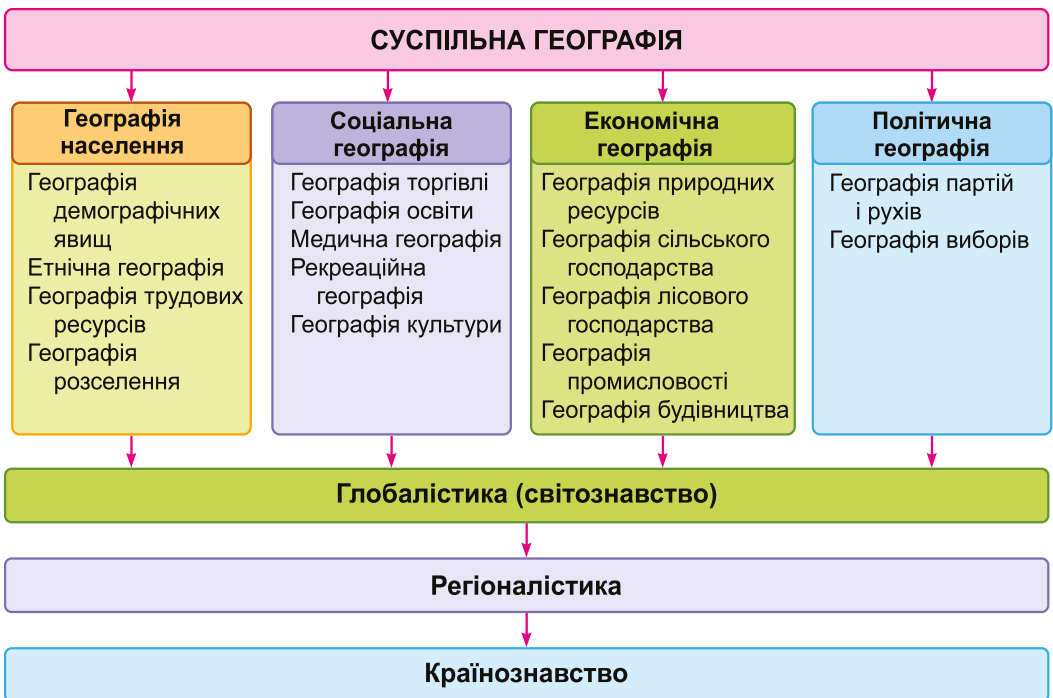 СУСПІЛЬНА ГЕОГРАФІЯ
Географія
населення
Географія
демографічних
явищ
Етнічна географія
Географія трудових
ресурсів
Географія
розселення
Соціальна
географія
Географія торгівлі
Географія освіти
Медична географія
Рекреаційна
географія
Географія культури
Економічна
географія
Географія природних
ресурсів
Географія сільського
господарства
Географія лісового
господарства
Географія
промисловості
Географія будівництва
Політична
географія
Географія партій
і рухів
Географія виборів
Глобалістика (світознавство)
Регіоналістика
Країнознавство